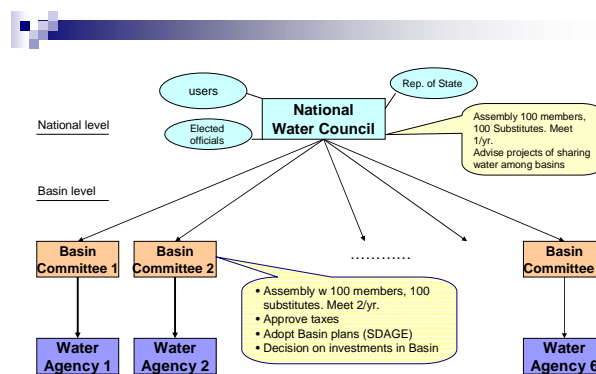 users
Rep. of State
National
Water Council
Elected
officials
National level
Assembly 100 members,
100 Substitutes. Meet
1/yr.
Advise projects of sharing
water among basins
Basin level
Basin
Committee 1
Basin
Committee 2
…………
Basin
Committee
• Assembly w 100 members, 100
substitutes. Meet 2/yr.
• Approve taxes
• Adopt Basin plans (SDAGE)
• Decision on investments in Basin
Water
Agency 1
Water
Agency 2
Water
Agency 6